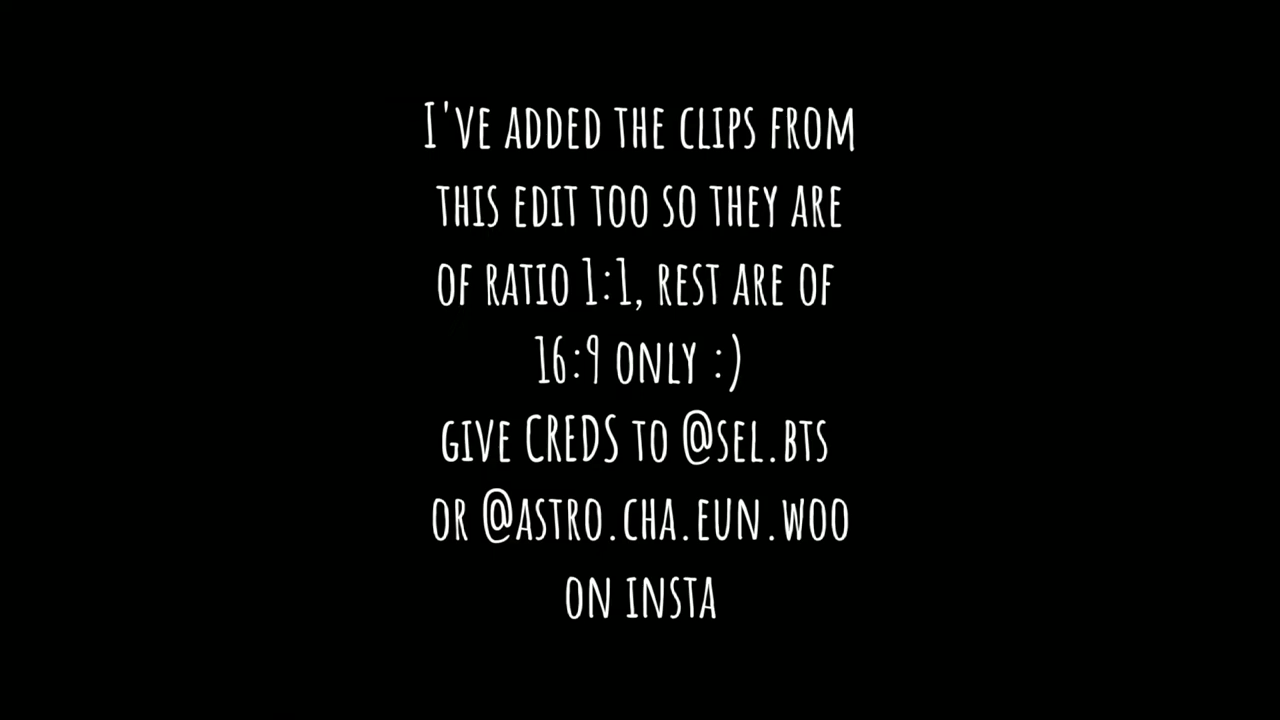 I'VE ADDED THE CLIPS FROM
THIS EDIT TOO SO THEY ARE
OF RATIO 1:1, REST ARE OF
16:9 ONLY :)
GIVE CREDS TO @SEL.BTS
OR @ASTRO.CHA.EUN.WOO
ON INSTA